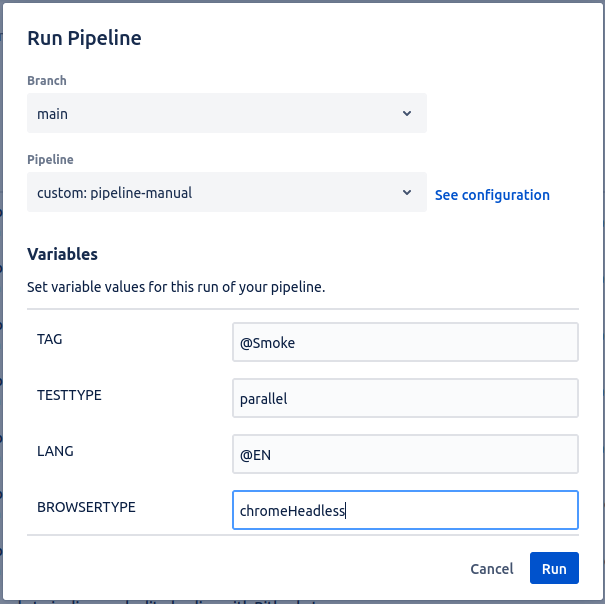 Run Pipeline
Branch
main
Pipeline
custom: pipeline-manual
See configuration
Variables
Set variable values for this run of your pipeline.
TAG
@Smoke
TESTTYPE
parallel
LANG
@EN
BROWSERTYPE
chromeHeadless
Cancel
Run